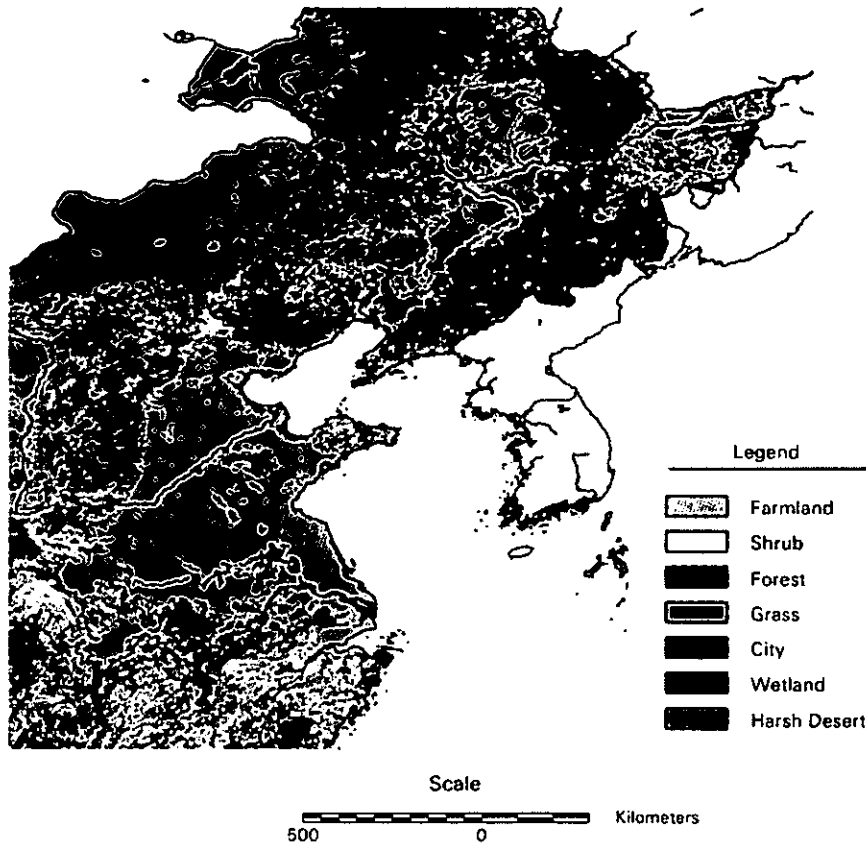 Legend
Farmland
Shrub
Forest
Grass
City
Wetland
Harsh Desert
Scale
Kilometers
500 0